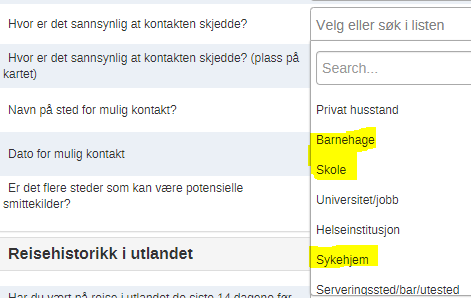 Hvor er det sannsynlig at kontakten skjedde?
Hvor er det sannsynlig at kontakten skjedde? (plass på
kartet)
Navn på sted for mulig kontakt?
Dato for mulig kontakt
Er det flere steder som kan være potensielle
smittekilder?
Reisehistorikk i utlandet
Har du vært på reise i utlandet de siste 14 dagene før
Velg eller søk i listen
Search...
Privat husstand
Barnehage
Skole
Universitet/jobb
Helseinstitusjon
Sykehjem
Serveringssted/bar/utested